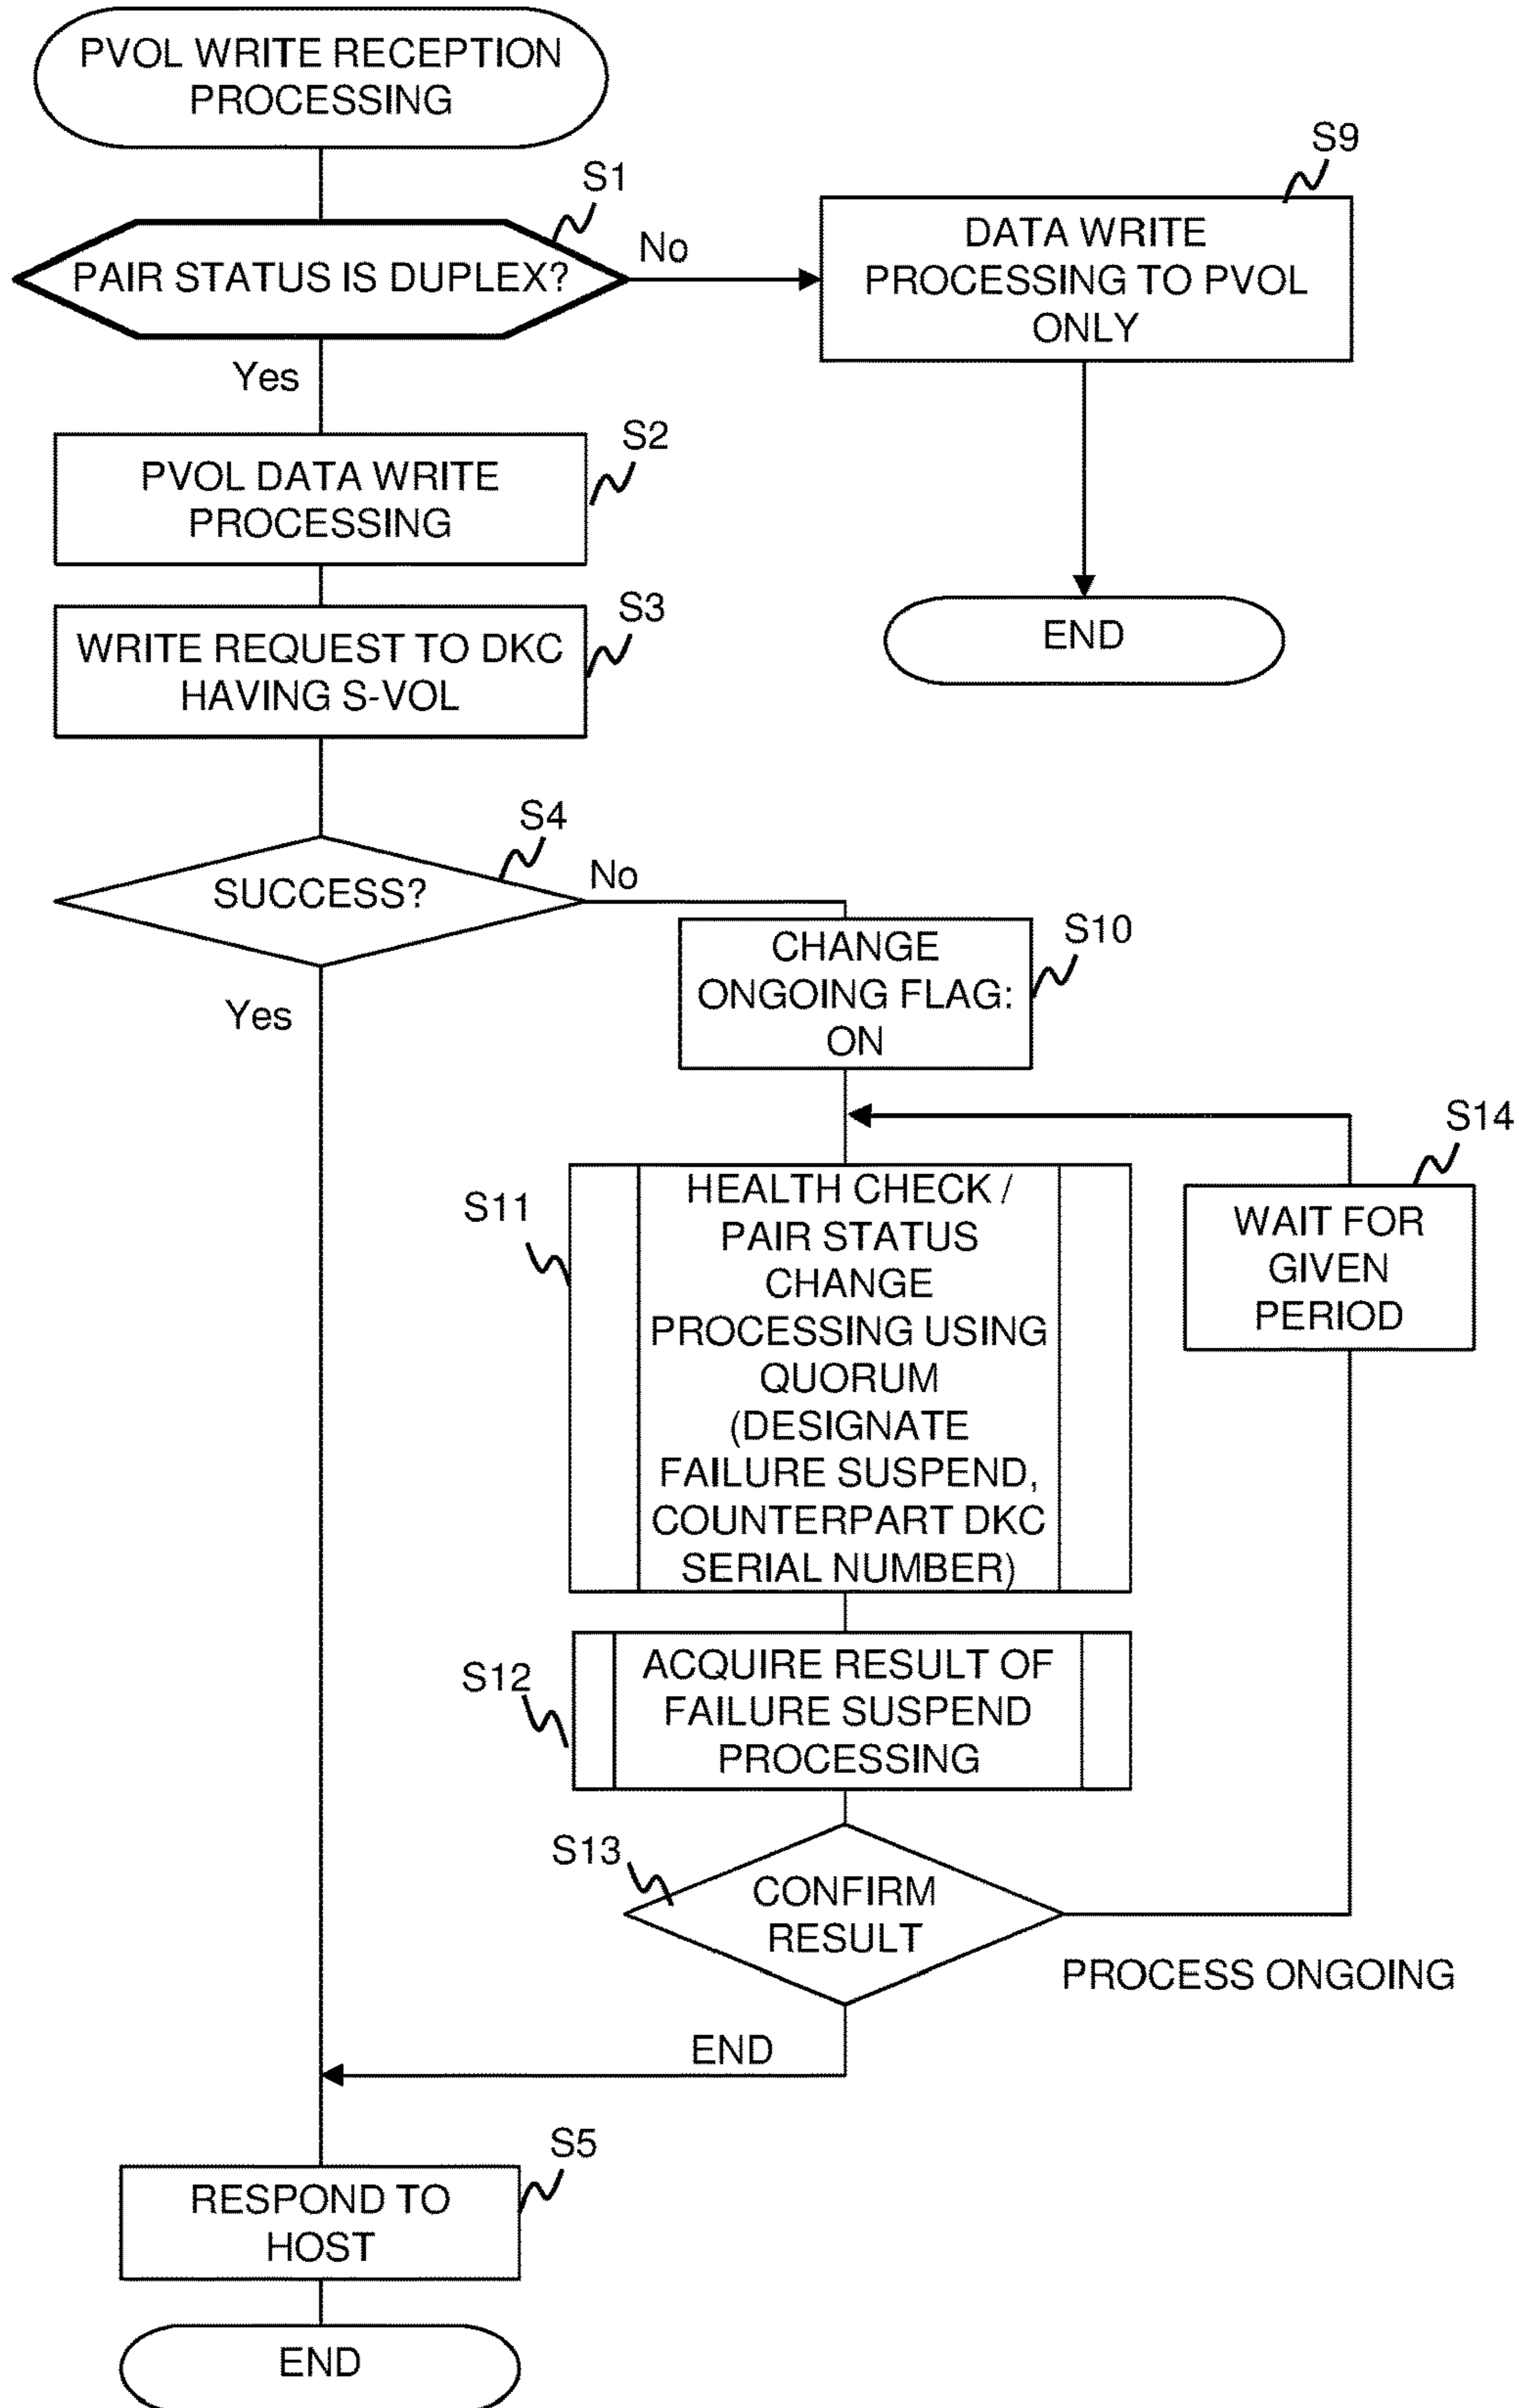 PVOL WRITE RECEPTION
PROCESSING
S1
PAIR STATUS IS DUPLEX?
No
S9
DATA WRITE
PROCESSING TO PVOL
ONLY
END
Yes
S2
PVOL DATA WRITE
PROCESSING
S3
WRITE REQUEST TO DKC
HAVING S-VOL
S4
SUCCESS?
No
Yes
S10
CHANGE
ONGOING FLAG:
ON
S14
WAIT FOR
GIVEN
PERIOD
S11
HEALTH CHECK /
PAIR STATUS
CHANGE
PROCESSING USING
QUORUM
(DESIGNATE
FAILURE SUSPEND,
COUNTERPART DKC
SERIAL NUMBER)
S12
ACQUIRE RESULT OF
FAILURE SUSPEND
PROCESSING
S13
CONFIRM
RESULT
PROCESS ONGOING
END
S5
RESPOND TO
HOST
END